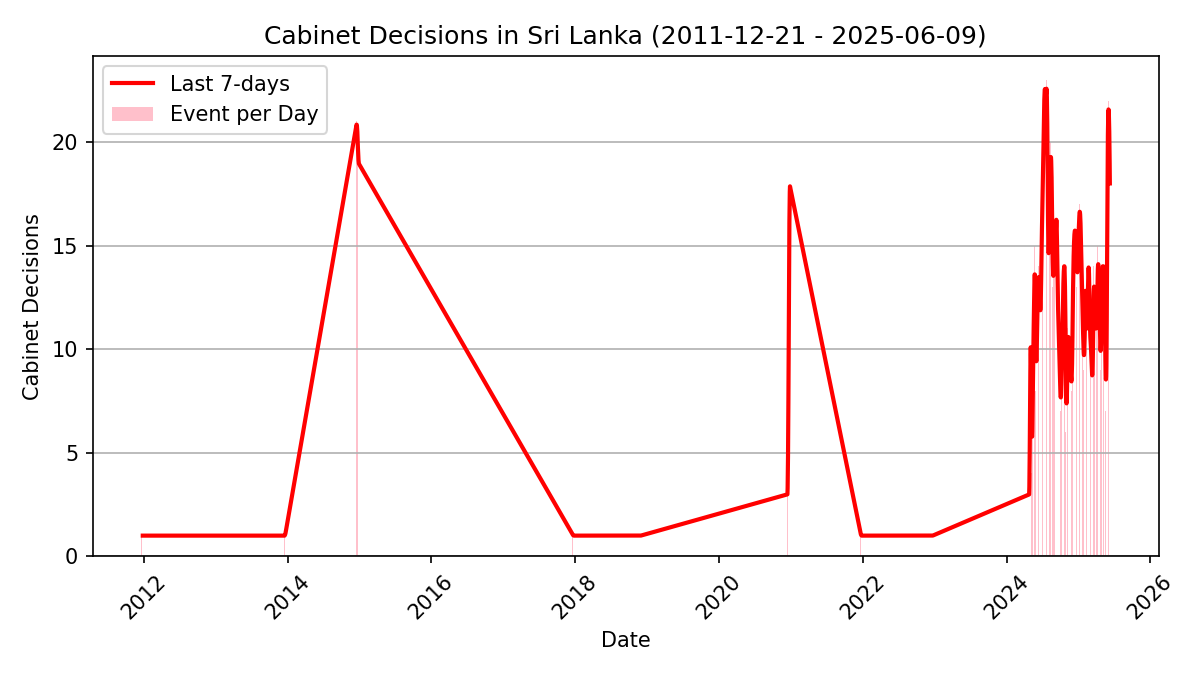 Cabinet Decisions in Sri Lanka (2011-12-21 - 2025-06-09)
Last 7-days
Event per Day
Cabinet Decisions
20
15
10
5
0
2012 2014 2016 2018 2020 2022 2024 2026
Date